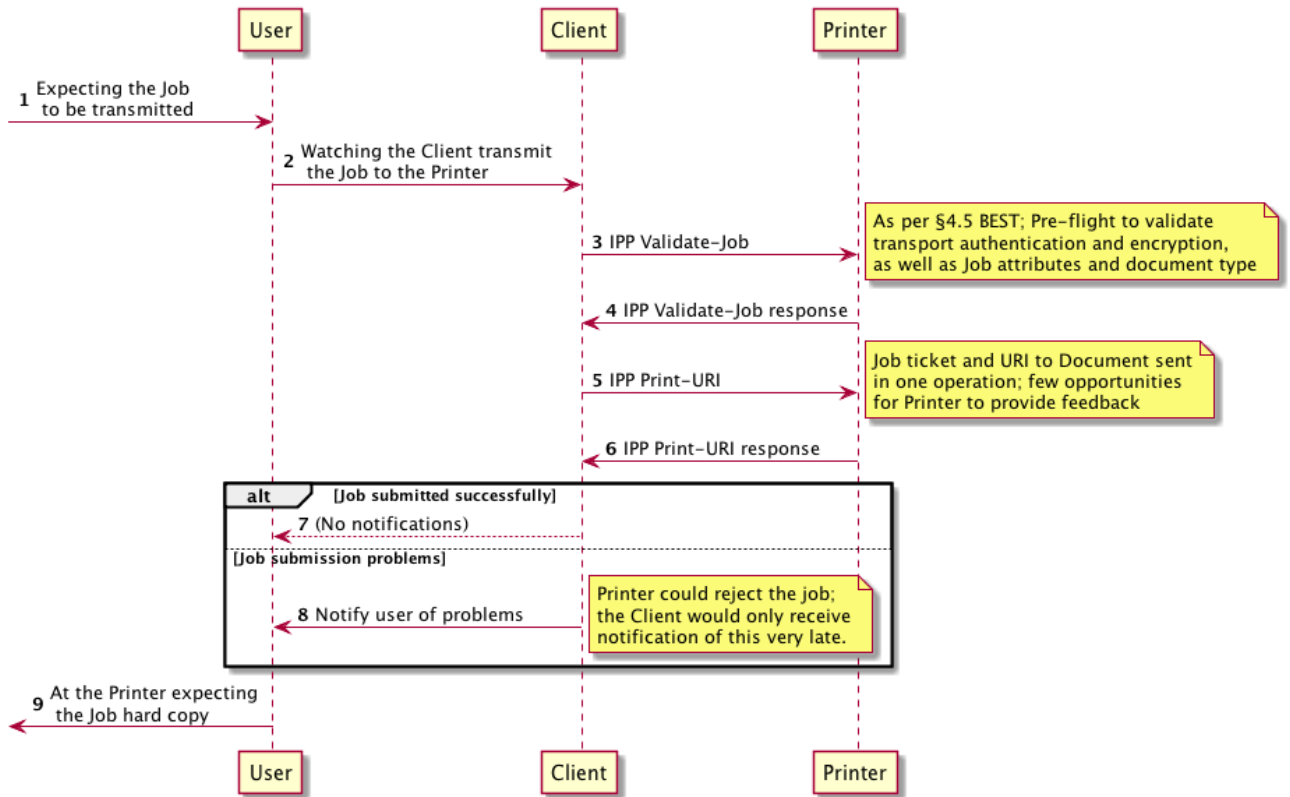 User
Client
Printer
1 Expecting the Job
to be transmitted
2 Watching the Client transmit
the Job to the Printer
3 IPP Validate-Job
As per §4.5 BEST; Pre-flight to validate
transport authentication and encryption,
as well as Job attributes and document type
4 IPP Validate-Job response
5 IPP Print-URI
Job ticket and URI to Document sent
in one operation; few opportunities
for Printer to provide feedback
6 IPP Print-URI response
alt [Job submitted successfully]
7 (No notifications)
[Job submission problems]
8 Notify user of problems
Printer could reject the job;
the Client would only receive
notification of this very late.
9 At the Printer expecting
the Job hard copy
User
Client
Printer